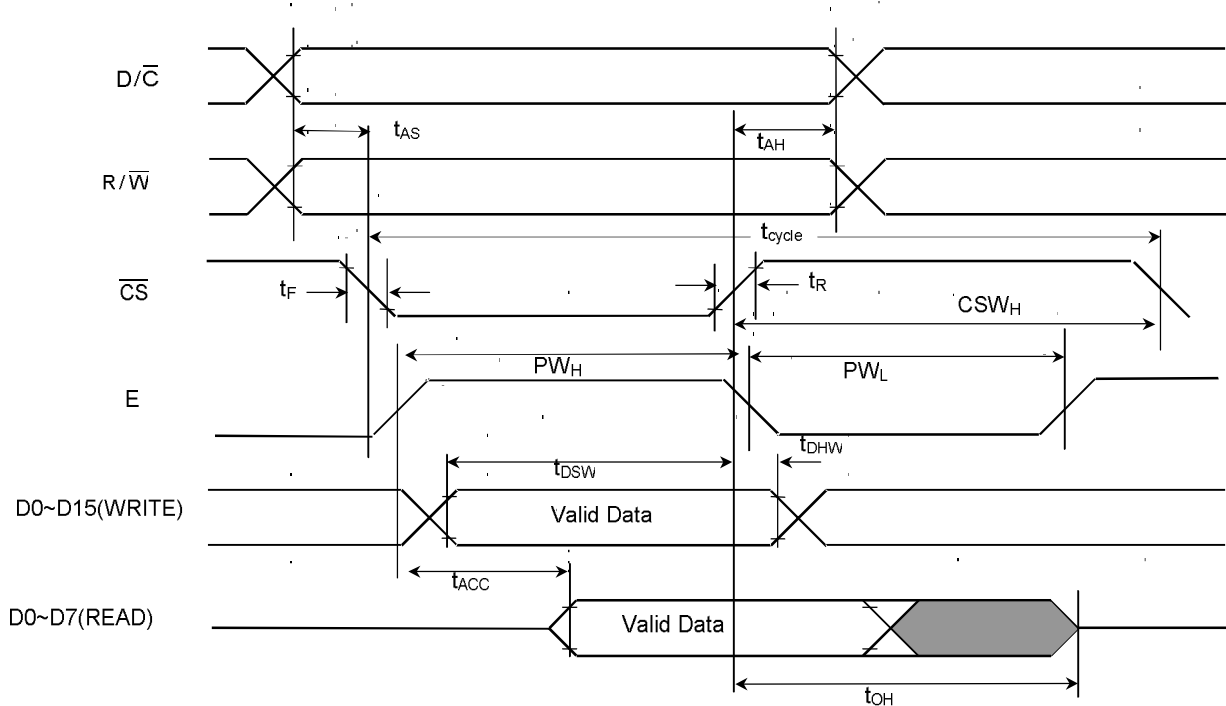 D/C̅
tAS
tAH
R/W̅
tcycle
C̅S̅
tF
tR
CSWH
PWH
PWL
E
tDHW
tDSW
D0~D15(WRITE)
Valid Data
tACC
D0~D7(READ)
Valid Data
tOH